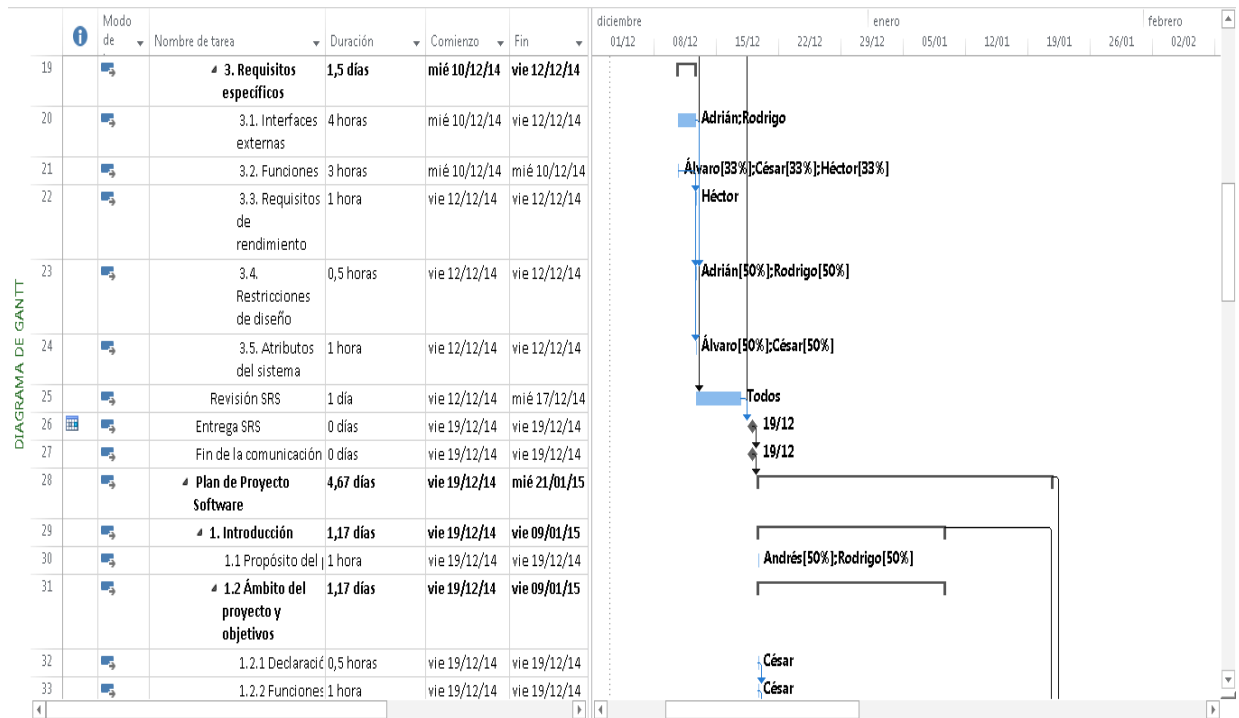 DIAGRAMA DE GANTT
Modo de
Nombre de tarea
Duración
Comienzo
Fin
diciembre
enero
febrero
01/12 08/12 15/12 22/12 29/12 05/01 12/01 19/01 26/01 02/02
19 3. Requisitos específicos 1,5 días mié 10/12/14 vie 12/12/14
20 3.1. Interfaces externas 4 horas mié 10/12/14 vie 12/12/14 Adrián;Rodrigo
21 3.2. Funciones 3 horas mié 10/12/14 mié 10/12/14 Álvaro[33%];César[33%];Héctor[33%]
22 3.3. Requisitos de rendimiento 1 hora vie 12/12/14 vie 12/12/14 Héctor
23 3.4. Restricciones de diseño 0,5 horas vie 12/12/14 vie 12/12/14 Adrián[50%];Rodrigo[50%]
24 3.5. Atributos del sistema 1 hora vie 12/12/14 vie 12/12/14 Álvaro[50%];César[50%]
25 Revisión SRS 1 día vie 12/12/14 mié 17/12/14 Todos
26 Entrega SRS 0 días vie 19/12/14 vie 19/12/14 19/12
27 Fin de la comunicación 0 días vie 19/12/14 vie 19/12/14 19/12
28 Plan de Proyecto Software 4,67 días vie 19/12/14 mié 21/01/15
29 1. Introducción 1,17 días vie 19/12/14 vie 09/01/15
30 1.1 Propósito del 1 hora vie 19/12/14 vie 19/12/14 Andrés[50%];Rodrigo[50%]
31 1.2 Ámbito del proyecto y objetivos 1,17 días vie 19/12/14 vie 09/01/15
32 1.2.1 Declaració 0,5 horas vie 19/12/14 vie 19/12/14 César
33 1.2.2 Funciones 1 hora vie 19/12/14 vie 19/12/14 César